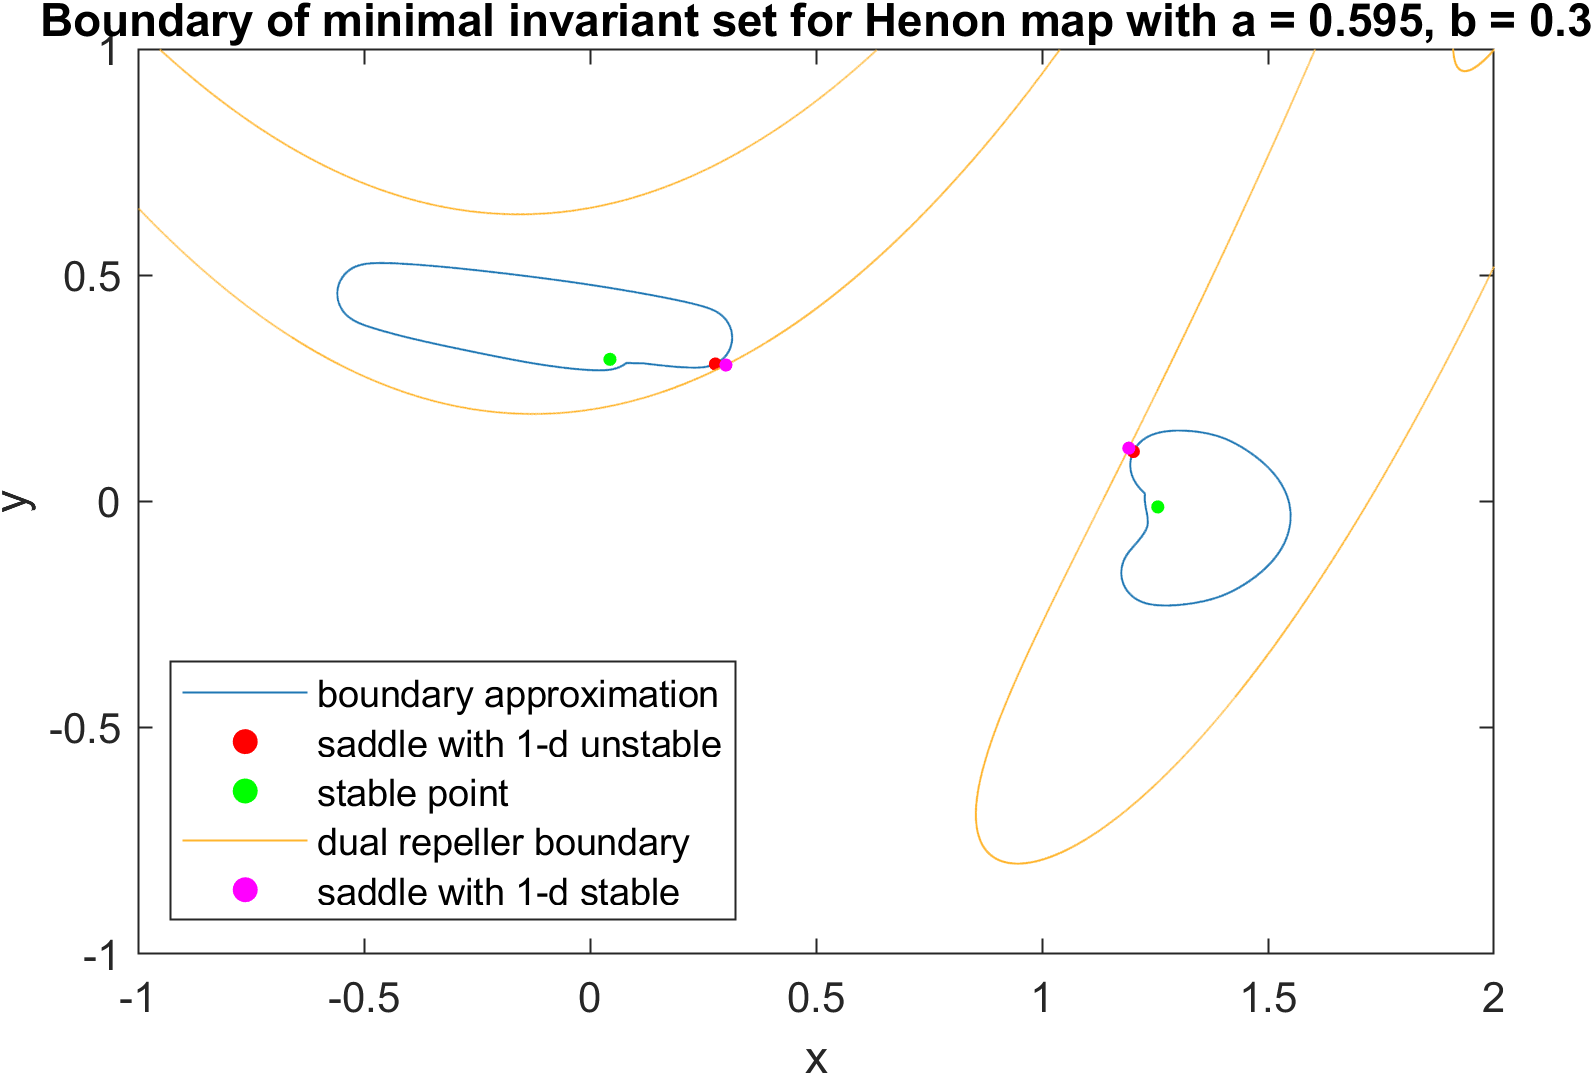 Boundary of minimal invariant set for Henon map with a = 0.595, b = 0.3
1
0.5
0
-0.5
-1
y
boundary approximation
saddle with 1-d unstable
stable point
dual repeller boundary
saddle with 1-d stable
-1
-0.5
0
0.5
1
1.5
2
x